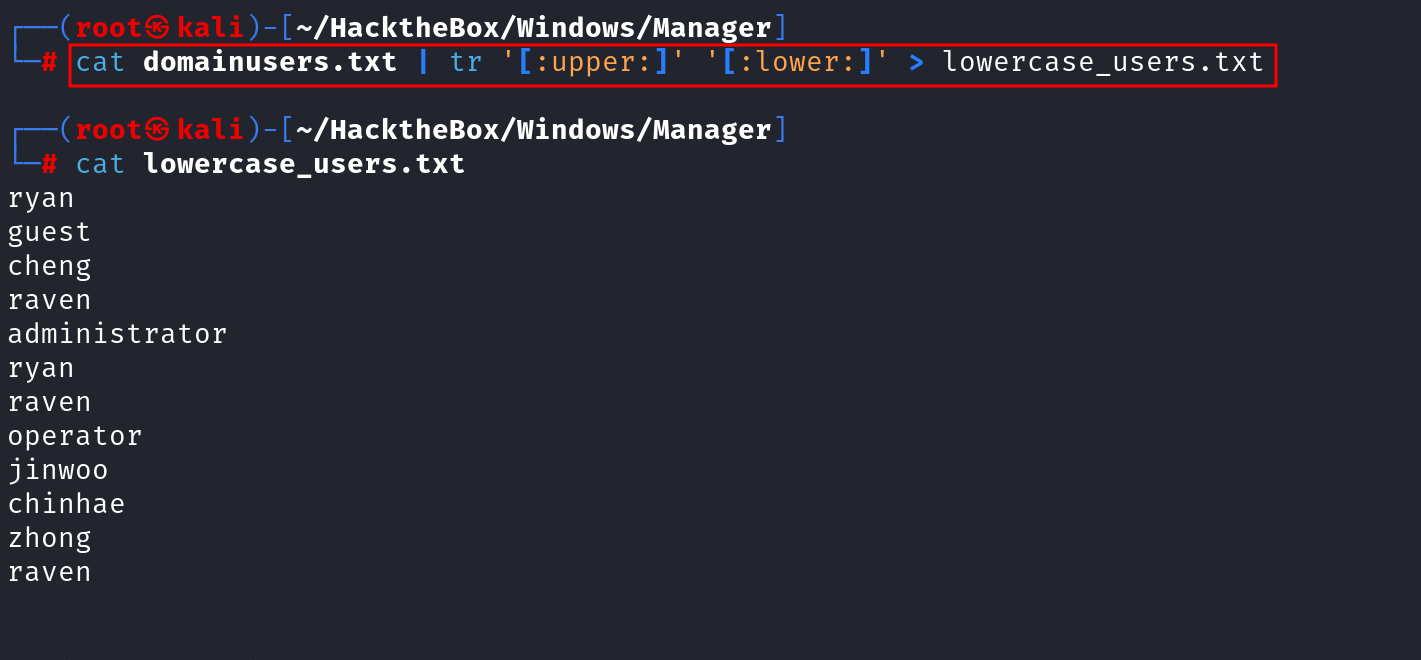 ┌──(root㉿kali)-[~/HacktheBox/Windows/Manager]
└─# cat domainusers.txt | tr '[:upper:]' '[:lower:]' > lowercase_users.txt
┌──(root㉿kali)-[~/HacktheBox/Windows/Manager]
└─# cat lowercase_users.txt
ryan
guest
cheng
raven
administrator
ryan
raven
operator
jinwoo
chinhae
zhong
raven